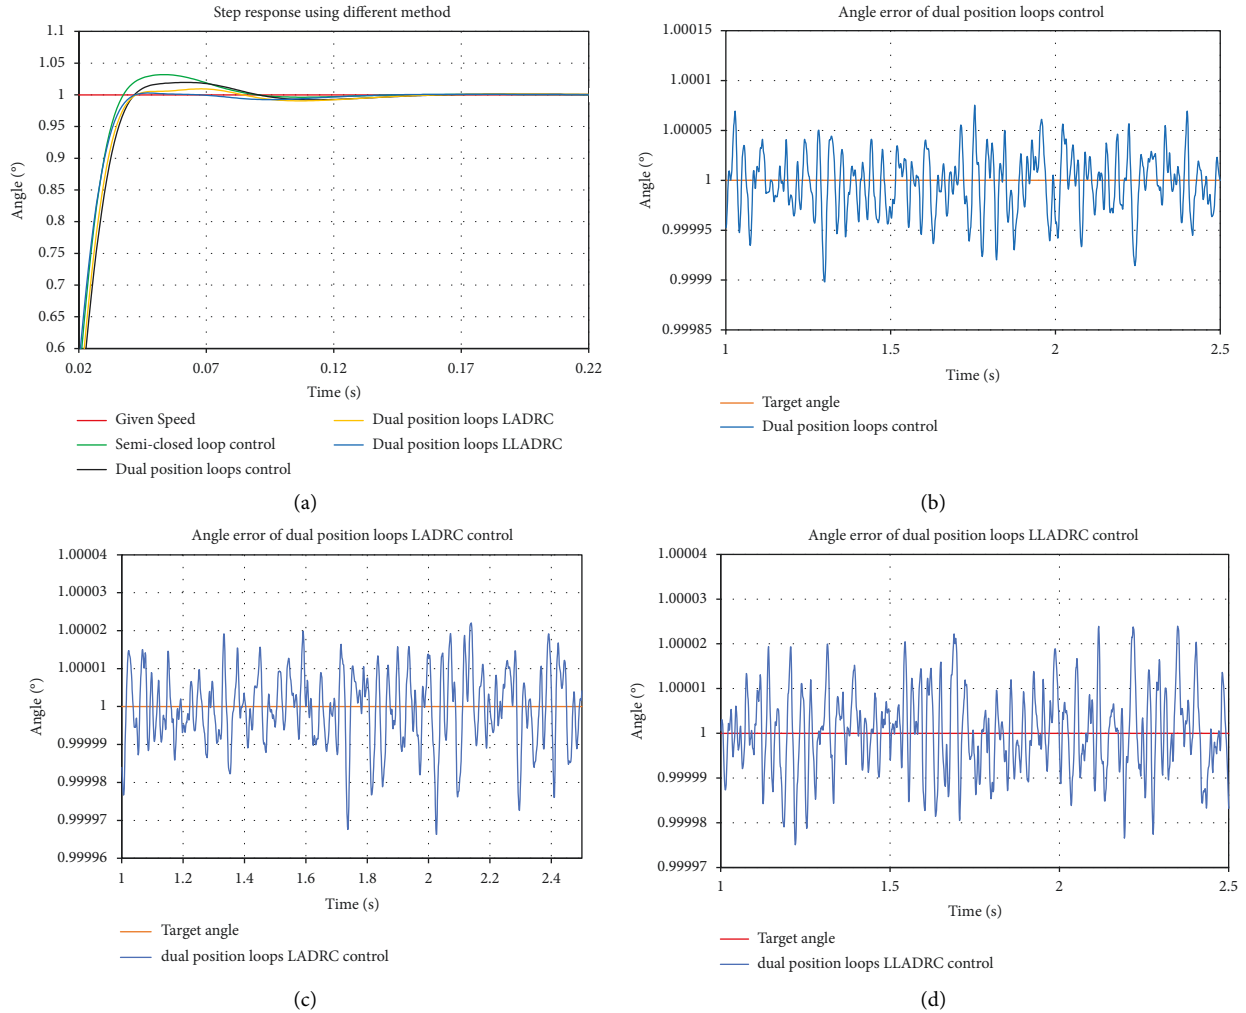 Step response using different method
1.1
1.05
1
0.95
0.9
0.85
0.8
0.75
0.7
0.65
0.6
Angle (°)
0.02
0.07
0.12
0.17
0.22
Time (s)
Given Speed
Semi-closed loop control
Dual position loops control
Dual position loops LADRC
Dual position loops LLADRC
(a)
Angle error of dual position loops control
1.00015
1.0001
1.00005
1
0.99995
0.9999
0.99985
Angle (°)
1
1.5
2
2.5
Time (s)
Target angle
Dual position loops control
(b)
Angle error of dual position loops LADRC control
1.00004
1.00003
1.00002
1.00001
1
0.99999
0.99998
0.99997
0.99996
Angle (°)
1
1.2
1.4
1.6
1.8
2
2.2
2.4
Time (s)
Target angle
dual position loops LADRC control
(c)
Angle error of dual position loops LLADRC control
1.00004
1.00003
1.00002
1.00001
1
0.99999
0.99998
0.99997
Angle (°)
1
1.5
2
2.5
Time (s)
Target angle
dual position loops LLADRC control
(d)